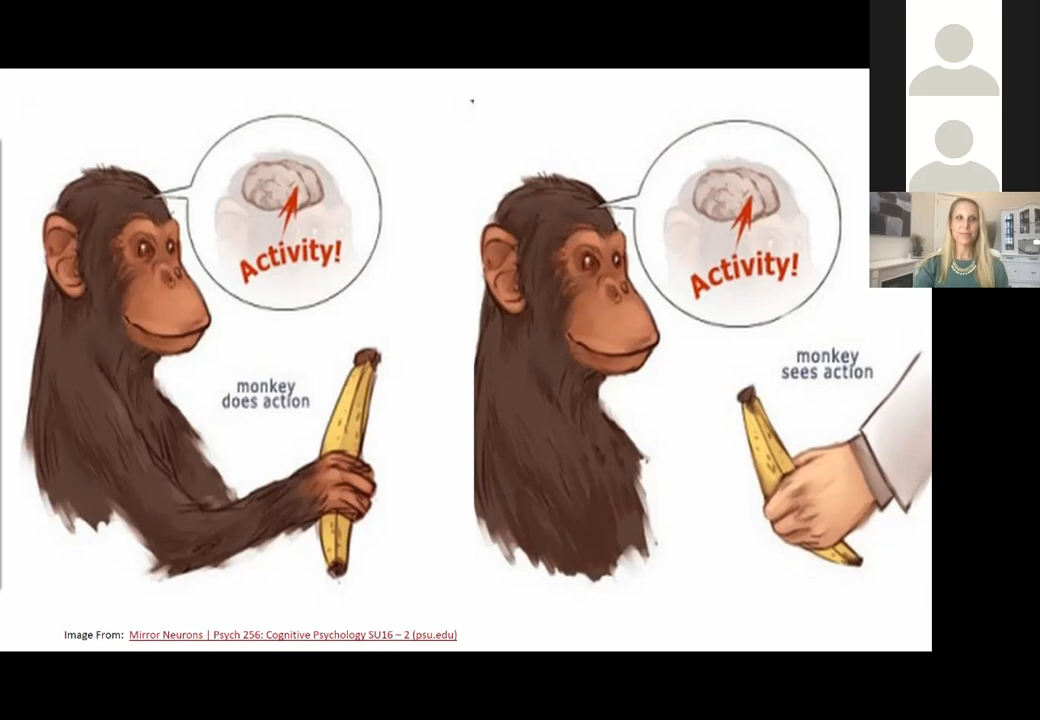 Activity!
monkey
does action
Activity!
monkey
sees action
Image From:  Mirror Neurons | Psych 256: Cognitive Psychology SU16 – 2 (psu.edu)